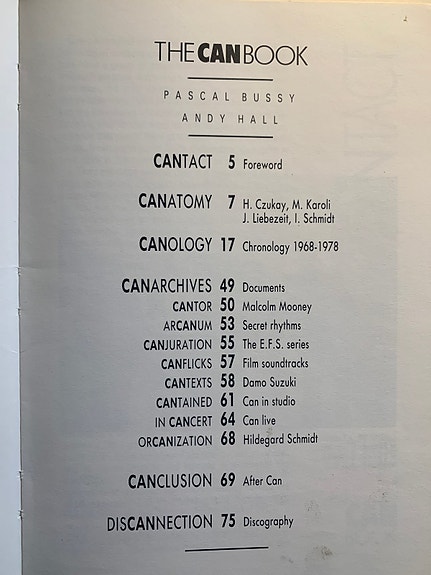 THE CAN BOOK
PASCAL BUSSY
ANDY HALL
CANTACT 5 Foreword
CANATOMY 7 H. Czukay, M. Karoli
J. Liebezeit, I. Schmidt
CANOLOGY 17 Chronology 1968-1978
CANARCHIVES 49 Documents
CANTOR 50 Malcolm Mooney
ARCANUM 53 Secret rhythms
CANJURATION 55 The E.F.S. series
CANFLICKS 57 Film soundtracks
CANTEXTS 58 Damo Suzuki
CANTAINED 61 Can in studio
IN CANCERT 64 Can live
ORCANIZATION 68 Hildegard Schmidt
CANCLUSION 69 After Can
DISCANNECTION 75 Discography